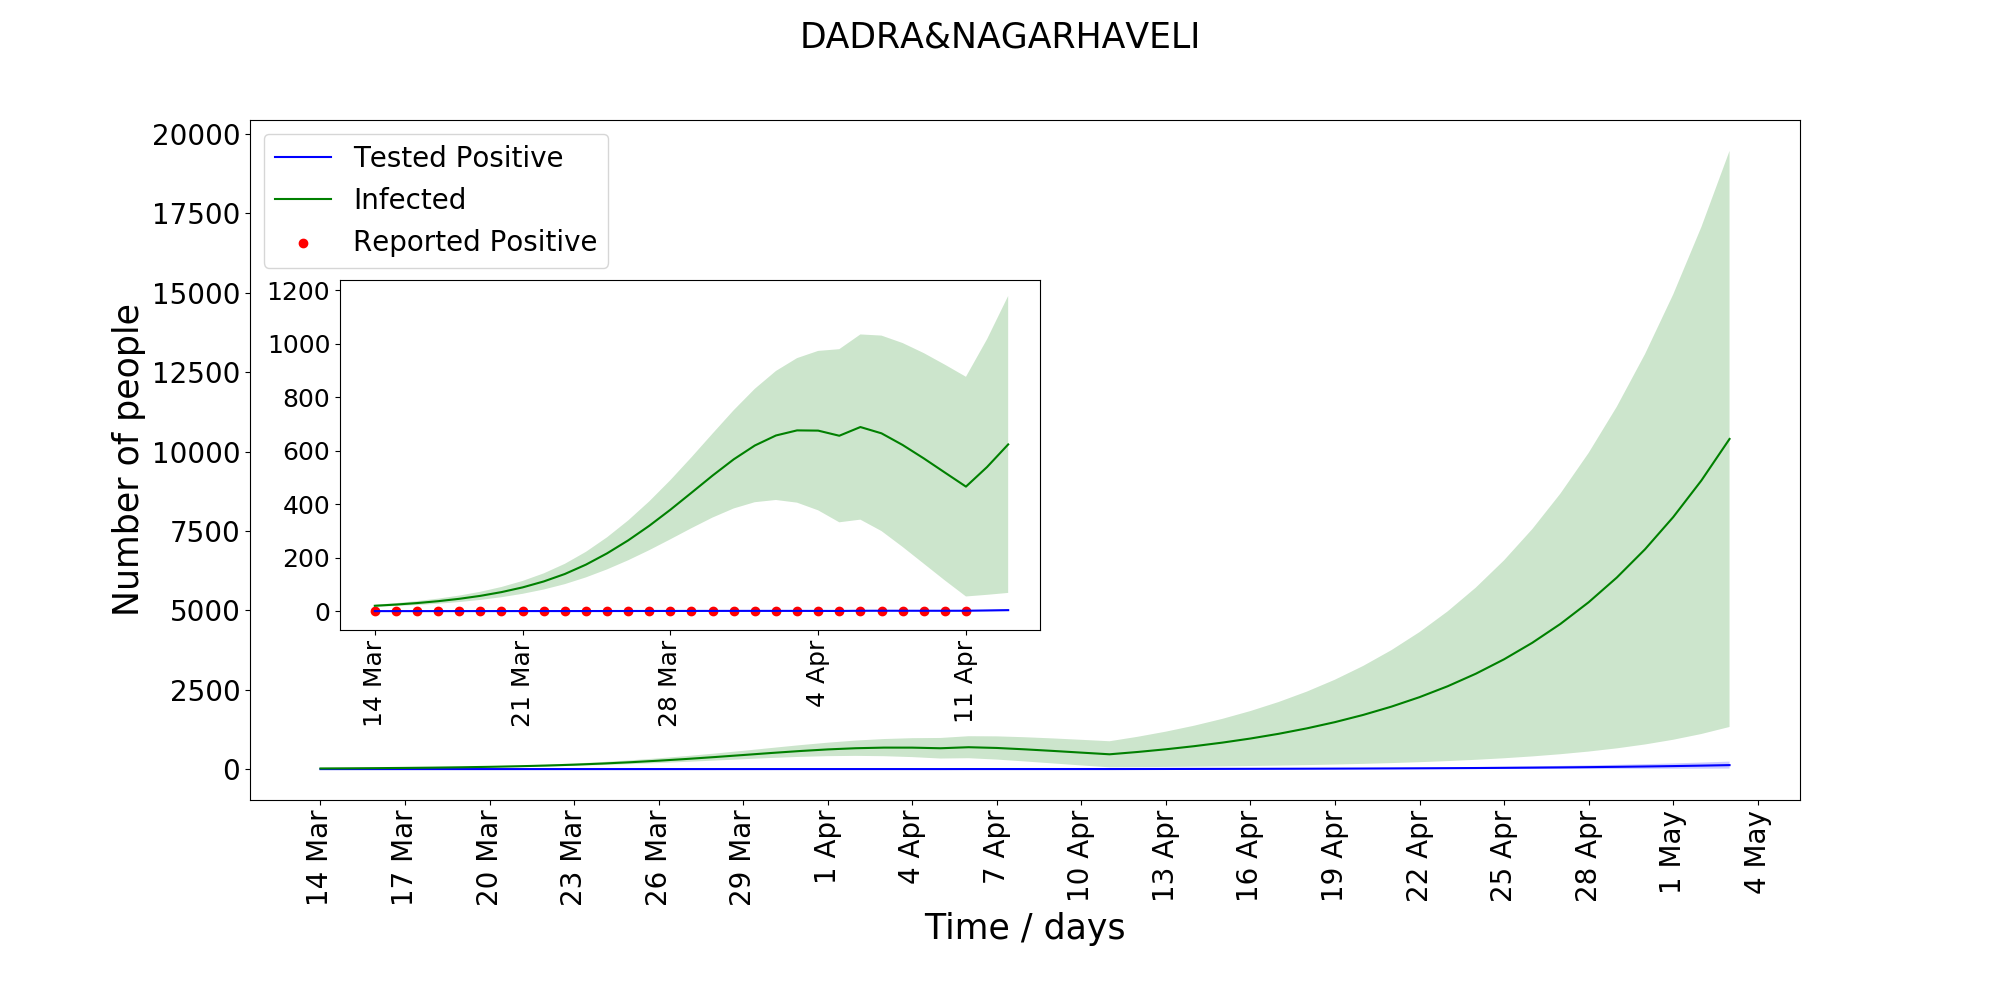 DADRA&NAGARHAVELI
Tested Positive
Infected
Reported Positive
Number of people
20000
17500
15000
12500
10000
7500
5000
2500
0
1200
1000
800
600
400
200
0
14 Mar
21 Mar
28 Mar
4 Apr
11 Apr
14 Mar
17 Mar
20 Mar
23 Mar
26 Mar
29 Mar
1 Apr
4 Apr
7 Apr
10 Apr
13 Apr
16 Apr
19 Apr
22 Apr
25 Apr
28 Apr
1 May
4 May
Time / days